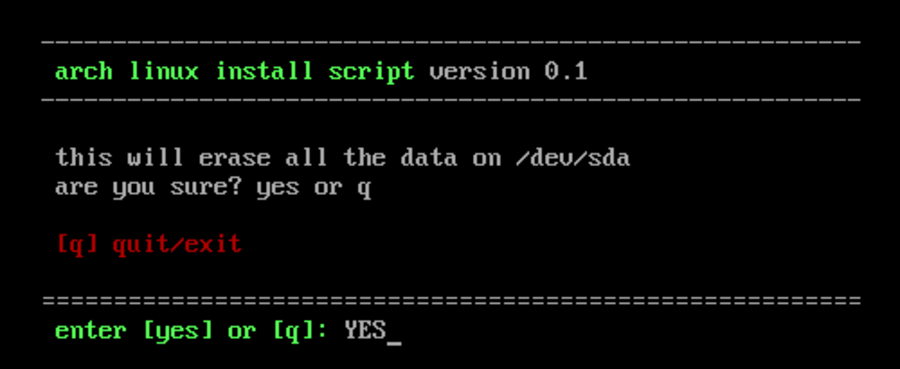 arch linux install script version 0.1
this will erase all the data on /dev/sda
are you sure? yes or q
[q] quit/exit
enter [yes] or [q]: YES_